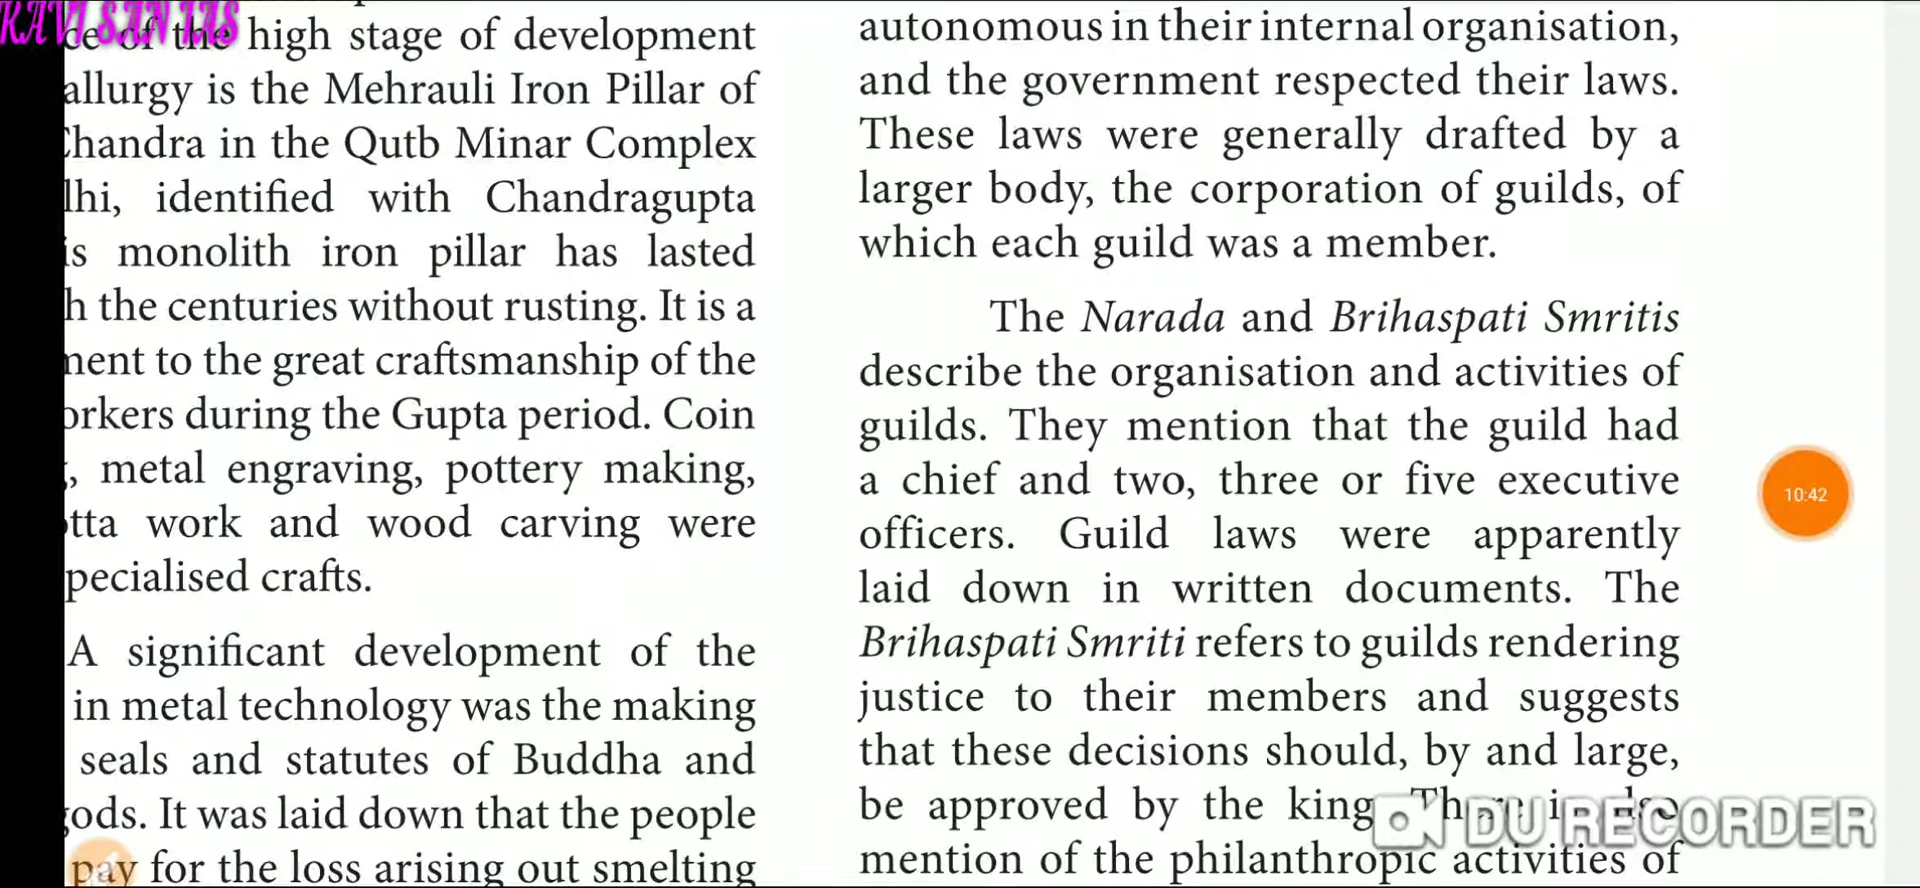 KAVI SAN IAS
of the high stage of development
is the Mehrauli Iron Pillar of
in the Qutb Minar Complex
identified with Chandragupta
monolith iron pillar has lasted
the centuries without rusting. It is a
to the great craftsmanship of the
during the Gupta period. Coin
metal engraving, pottery making,
work and wood carving were
crafts.
A significant development of the
in metal technology was the making
seals and statutes of Buddha and
It was laid down that the people
pay for the loss arising out smelting
autonomous in their internal organisation,
and the government respected their laws.
These laws were generally drafted by a
larger body, the corporation of guilds, of
which each guild was a member.
The Narada and Brihaspati Smritis
describe the organisation and activities of
guilds. They mention that the guild had
a chief and two, three or five executive
officers. Guild laws were apparently
laid down in written documents. The
Brihaspati Smriti refers to guilds rendering
justice to their members and suggests
that these decisions should, by and large,
be approved by the king. There is also
mention of the philanthropic activities of
10:42
DU RECORDER